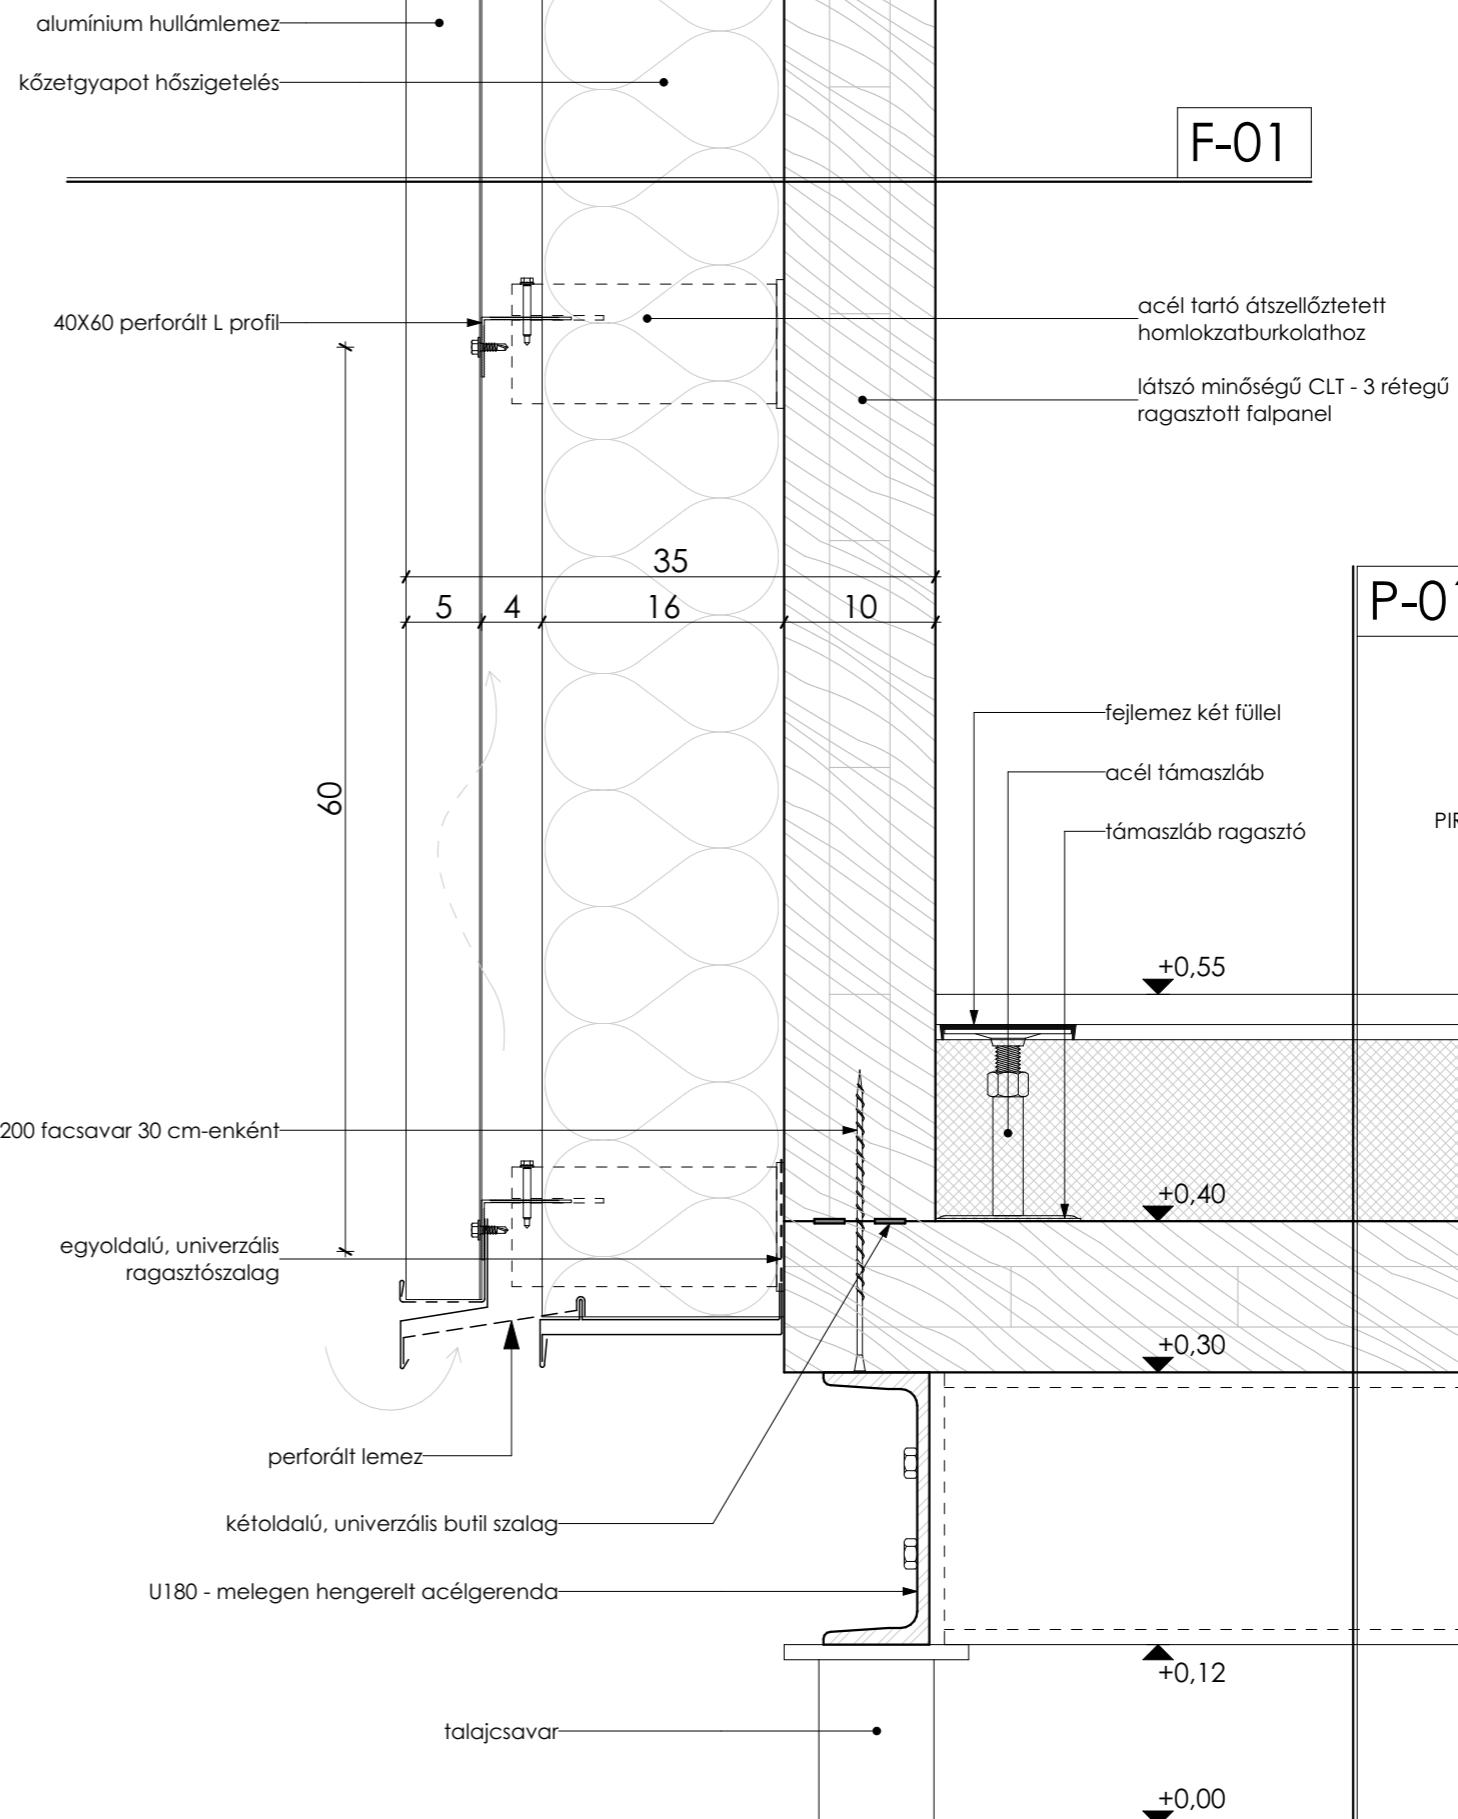 alumínium hullámlemez
kőzetgyapot hőszigetelés
F-01
40X60 perforált L profil
acél tartó átszellőztetett
homlokzatburkolathoz
látszó minőségű CLT - 3 rétegű
ragasztott falpanel
35
5
4
16
10
P-01
fejlemez két füllel
acél támaszláb
60
PIR
támaszláb ragasztó
+0,55
200 facsavar 30 cm-enként
+0,40
egyoldalú, univerzális
ragasztószalag
+0,30
perforált lemez
kétoldalú, univerzális butil szalag
U180 - melegen hengerelt acélgerenda
+0,12
talajcsavar
+0,00